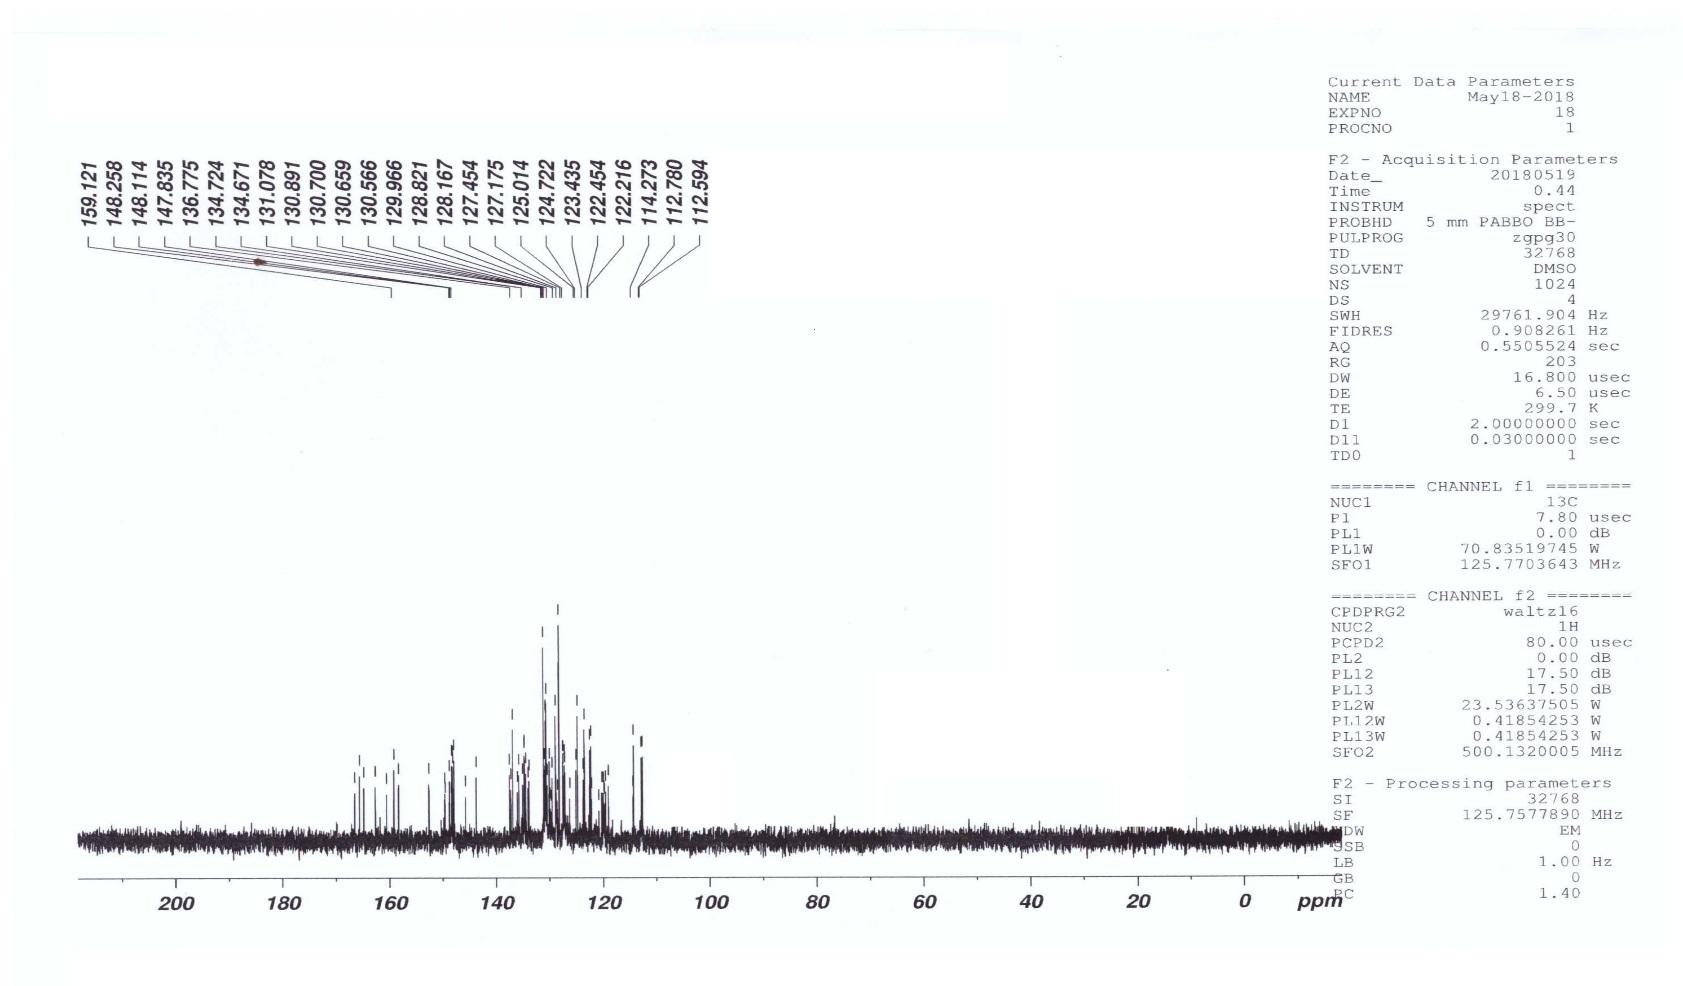 159.121
148.258
148.114
147.835
136.775
134.724
134.671
131.078
130.891
130.700
130.659
130.566
129.966
128.821
128.167
127.454
127.175
125.014
124.722
123.435
122.454
122.216
114.273
112.780
112.594
200 180 160 140 120 100 80 60 40 20 0 ppm
Current Data Parameters
NAME May18-2018
EXPNO 18
PROCNO 1
F2 - Acquisition Parameters
Date_ 20180519
Time 0.44
INSTRUM spect
PROBHD 5 mm PABBO BB-
PULPROG zgpg30
TD 32768
SOLVENT DMSO
NS 1024
DS 4
SWH 29761.904 Hz
FIDRES 0.908261 Hz
AQ 0.5505524 sec
RG 203
DW 16.800 usec
DE 6.50 usec
TE 299.7 K
D1 2.00000000 sec
D11 0.03000000 sec
TD0 1
======== CHANNEL f1 ========
NUC1 13C
P1 7.80 usec
PL1 0.00 dB
PL1W 70.83519745 W
SFO1 125.7703643 MHz
======== CHANNEL f2 ========
CPDPRG2 waltz16
NUC2 1H
PCPD2 80.00 usec
PL2 0.00 dB
PL12 17.50 dB
PL13 17.50 dB
PL2W 23.53637505 W
PL12W 0.41854253 W
PL13W 0.41854253 W
SFO2 500.1320005 MHz
F2 - Processing parameters
SI 32768
SF 125.7577890 MHz
DW EM
SSB 0
LB 1.00 Hz
GB 0
PC 1.40